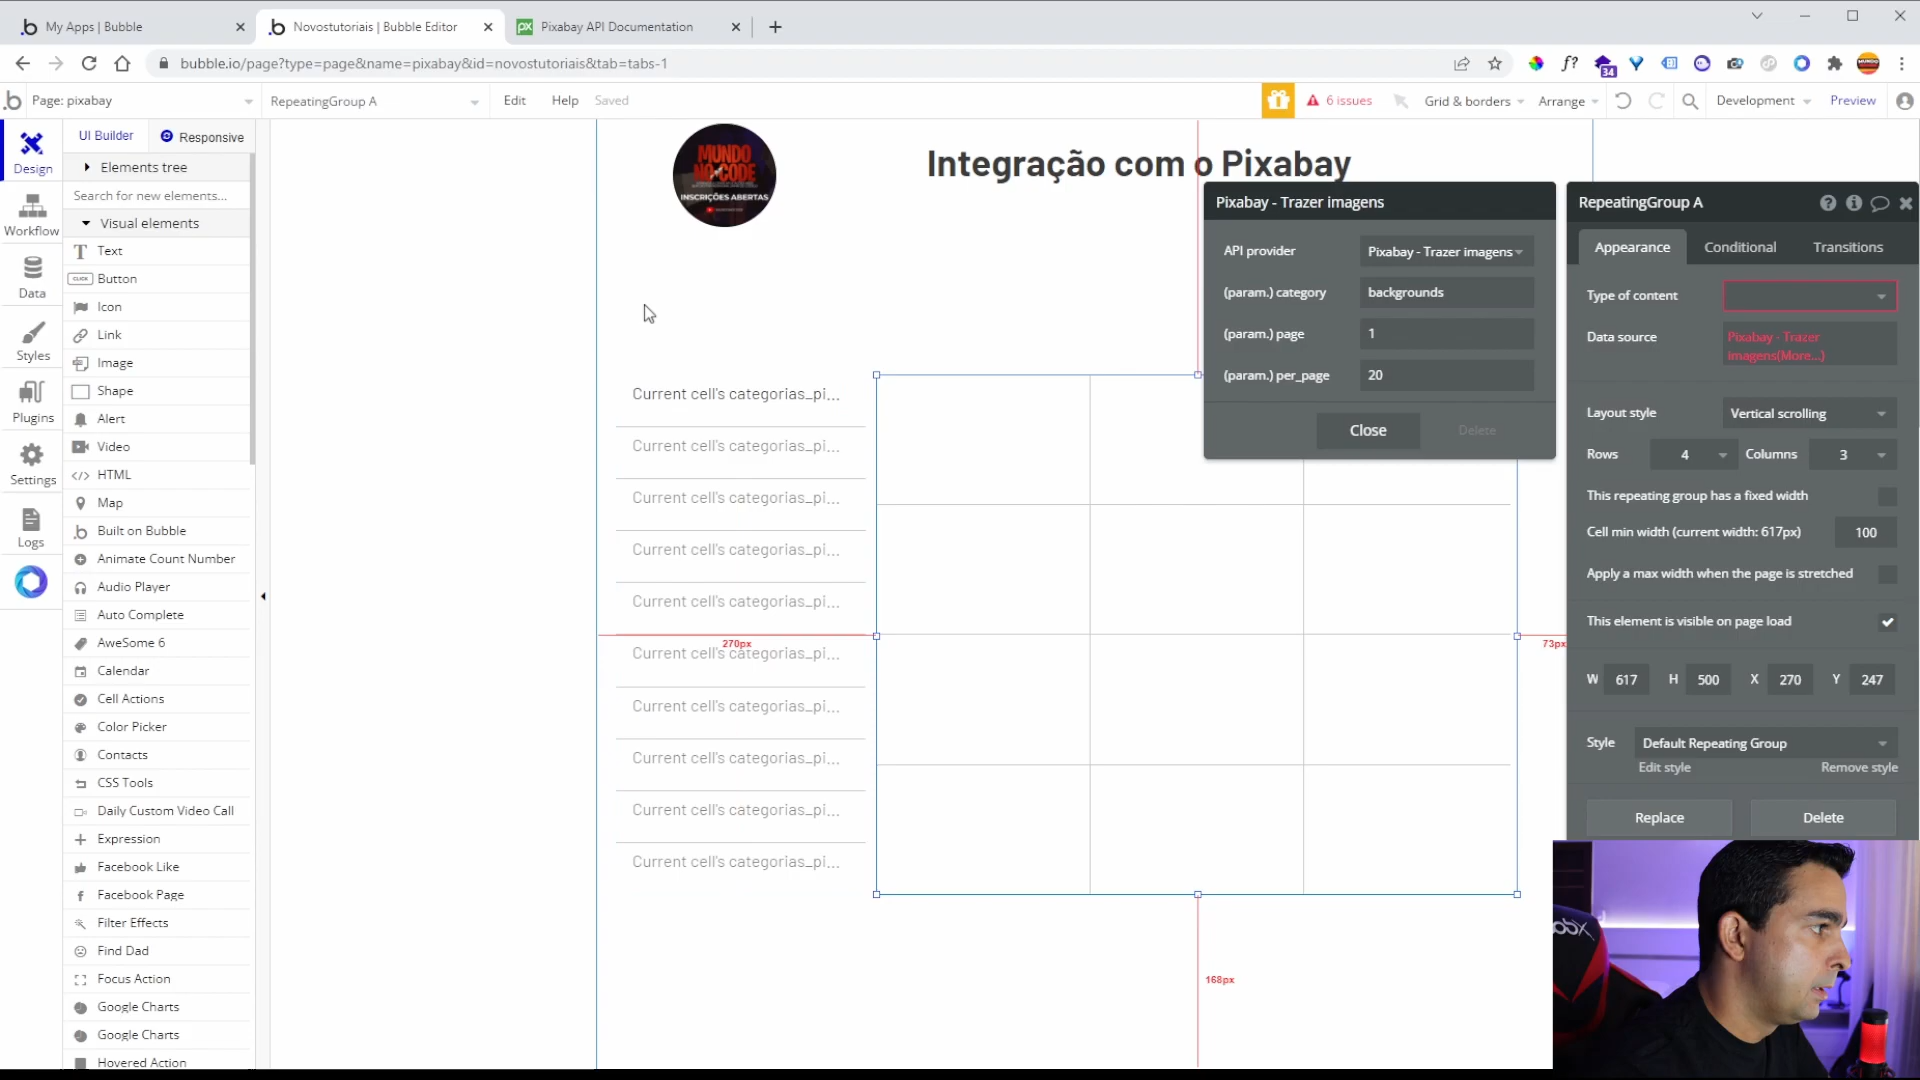 My Apps | Bubble
Novostutoriais | Bubble Editor
px
Pixabay API Documentation
bubble.io/page?type=page&name=pixabay&id=novostutoriais&tab=tabs-1
f?
34
Page: pixabay
RepeatingGroup A
Edit
Help
Saved
6 issues
Grid & borders
Arrange
Development
Preview
Design
Workflow
Data
Styles
Plugins
Settings
Logs
UI Builder
Responsive
Elements tree
Search for new elements...
Visual elements
Text
CLICK
Button
Icon
Link
Image
Shape
Alert
Video
HTML
Map
Built on Bubble
Animate Count Number
Audio Player
Auto Complete
AweSome 6
Calendar
Cell Actions
Color Picker
Contacts
CSS Tools
Daily Custom Video Call
Expression
Facebook Like
Facebook Page
Filter Effects
Find Dad
Focus Action
Google Charts
Google Charts
Hovered Action
MUNDO
NO CODE
INSCRIÇÕES ABERTAS
Integração com o Pixabay
Current cell's categorias_pi...
Current cell's categorias_pi...
Current cell's categorias_pi...
Current cell's categorias_pi...
Current cell's categorias_pi...
270px
Current cell's categorias_pi...
Current cell's categorias_pi...
Current cell's categorias_pi...
Current cell's categorias_pi...
Current cell's categorias_pi...
73px
168px
Pixabay - Trazer imagens
API provider
Pixabay - Trazer imagens
(param.) category
backgrounds
(param.) page
1
(param.) per_page
20
Close
Delete
RepeatingGroup A
Appearance
Conditional
Transitions
Type of content
Data source
Pixabay - Trazer
imagens(More...)
Layout style
Vertical scrolling
Rows
4
Columns
3
This repeating group has a fixed width
Cell min width (current width: 617px)
100
Apply a max width when the page is stretched
This element is visible on page load
W 617 H 500 X 270 Y 247
Style
Default Repeating Group
Edit style
Remove style
Replace
Delete